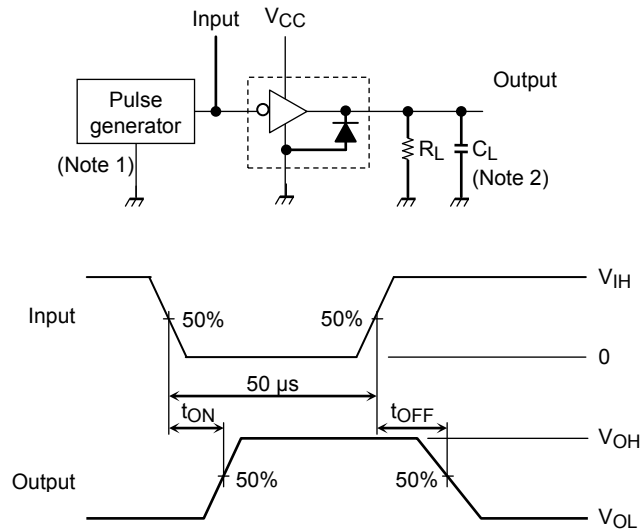 Input
VCC
Output
Pulse
generator
(Note 1)
RL
CL
(Note 2)
VIH
Input
50%
50%
0
50 µs
tON
tOFF
VOH
Output
50%
50%
VOL